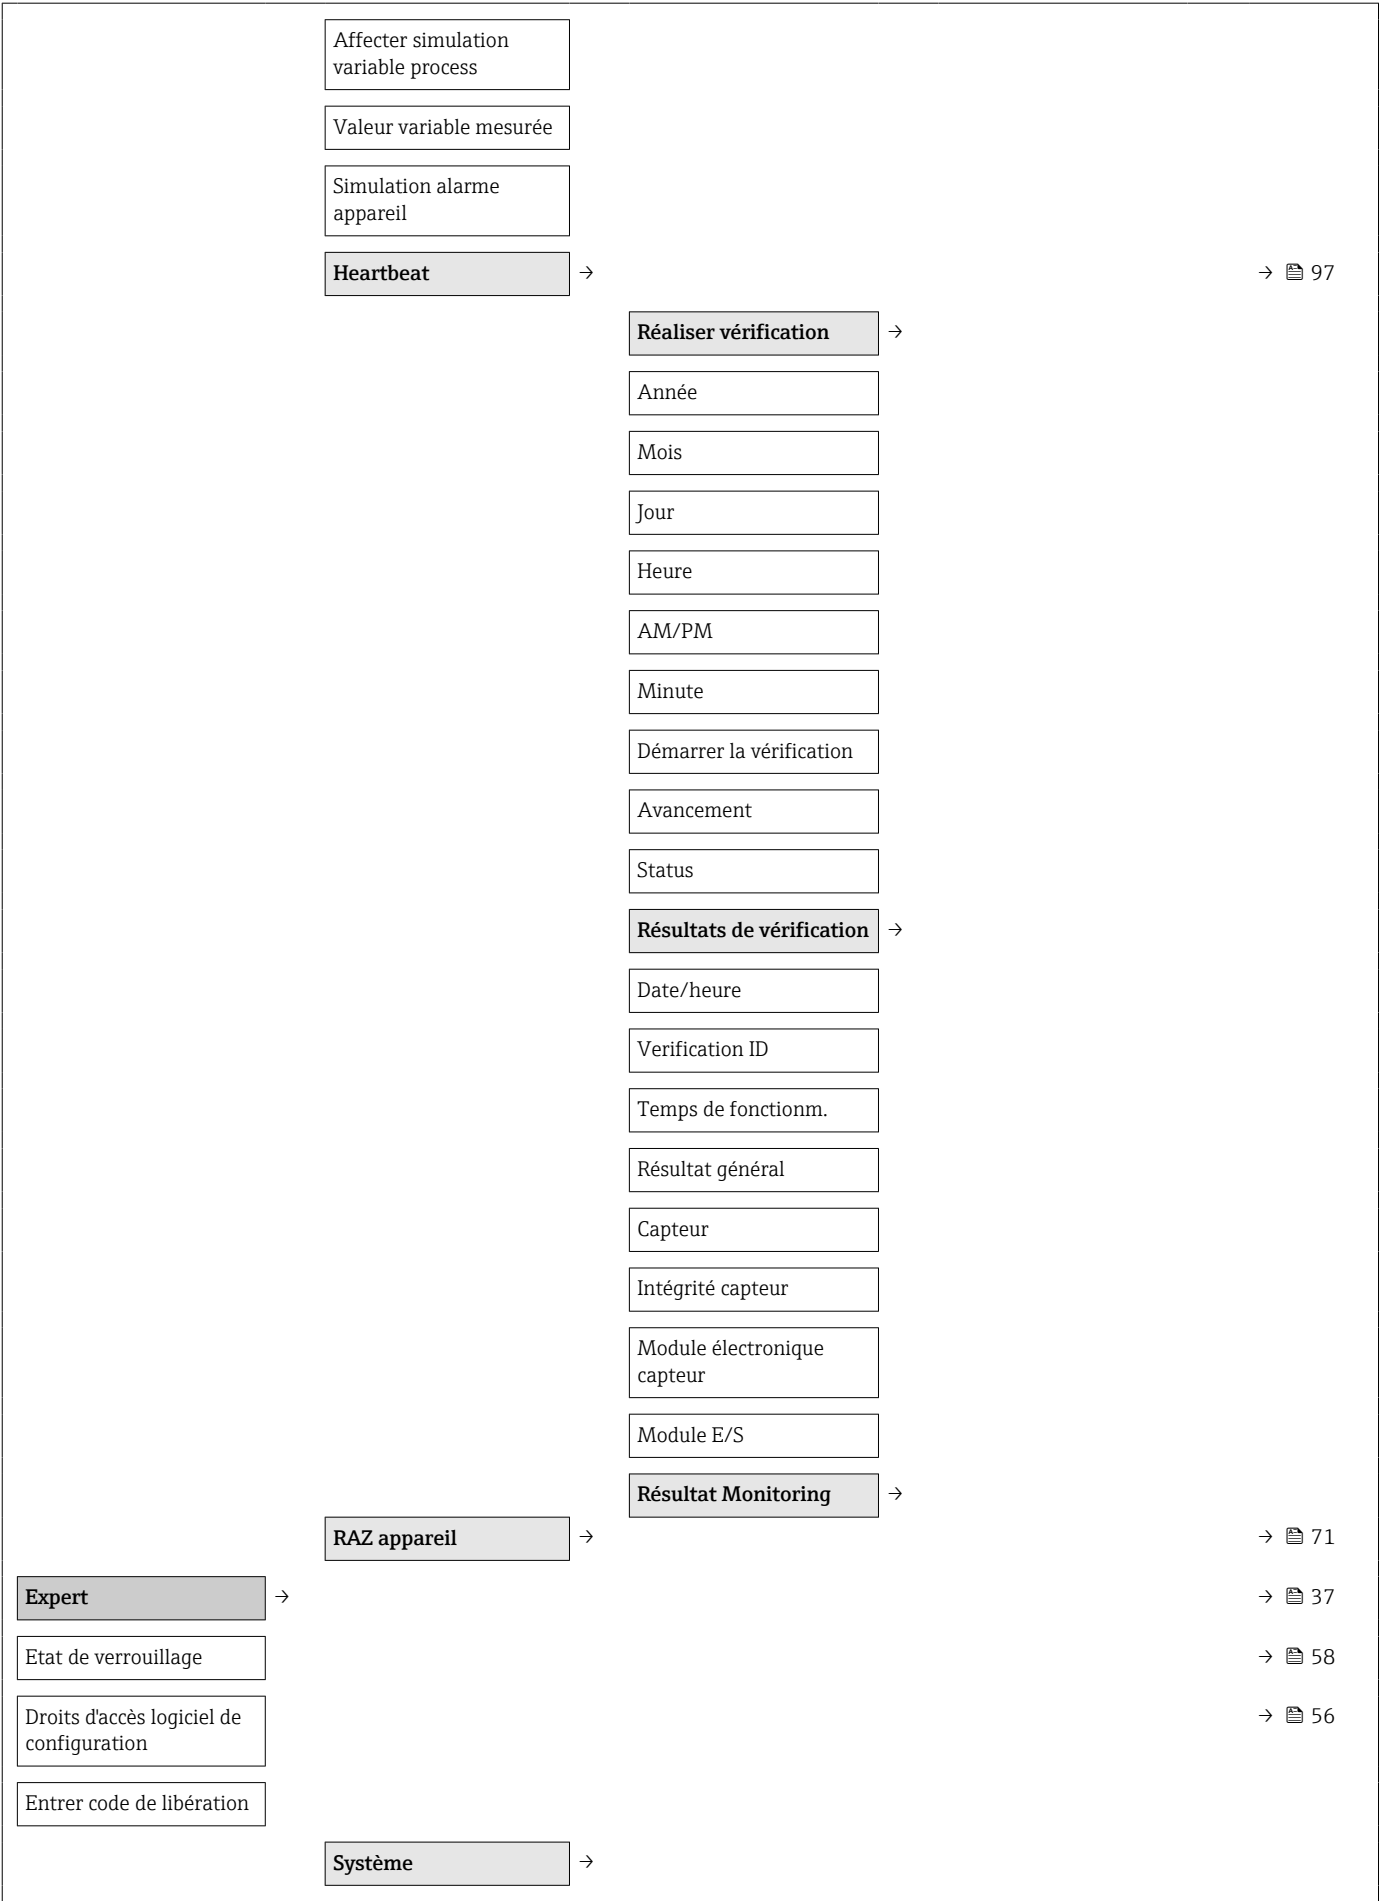 Affecter simulation
variable process
Valeur variable mesurée
Simulation alarme
appareil
Heartbeat → → 97
Réaliser vérification →
Année
Mois
Jour
Heure
AM/PM
Minute
Démarrer la vérification
Avancement
Status
Résultats de vérification →
Date/heure
Verification ID
Temps de fonctionm.
Résultat général
Capteur
Intégrité capteur
Module électronique
capteur
Module E/S
Résultat Monitoring →
RAZ appareil → → 71
Expert → → 37
Etat de verrouillage → 58
Droits d'accès logiciel de → 56
configuration
Entrer code de libération
Système →